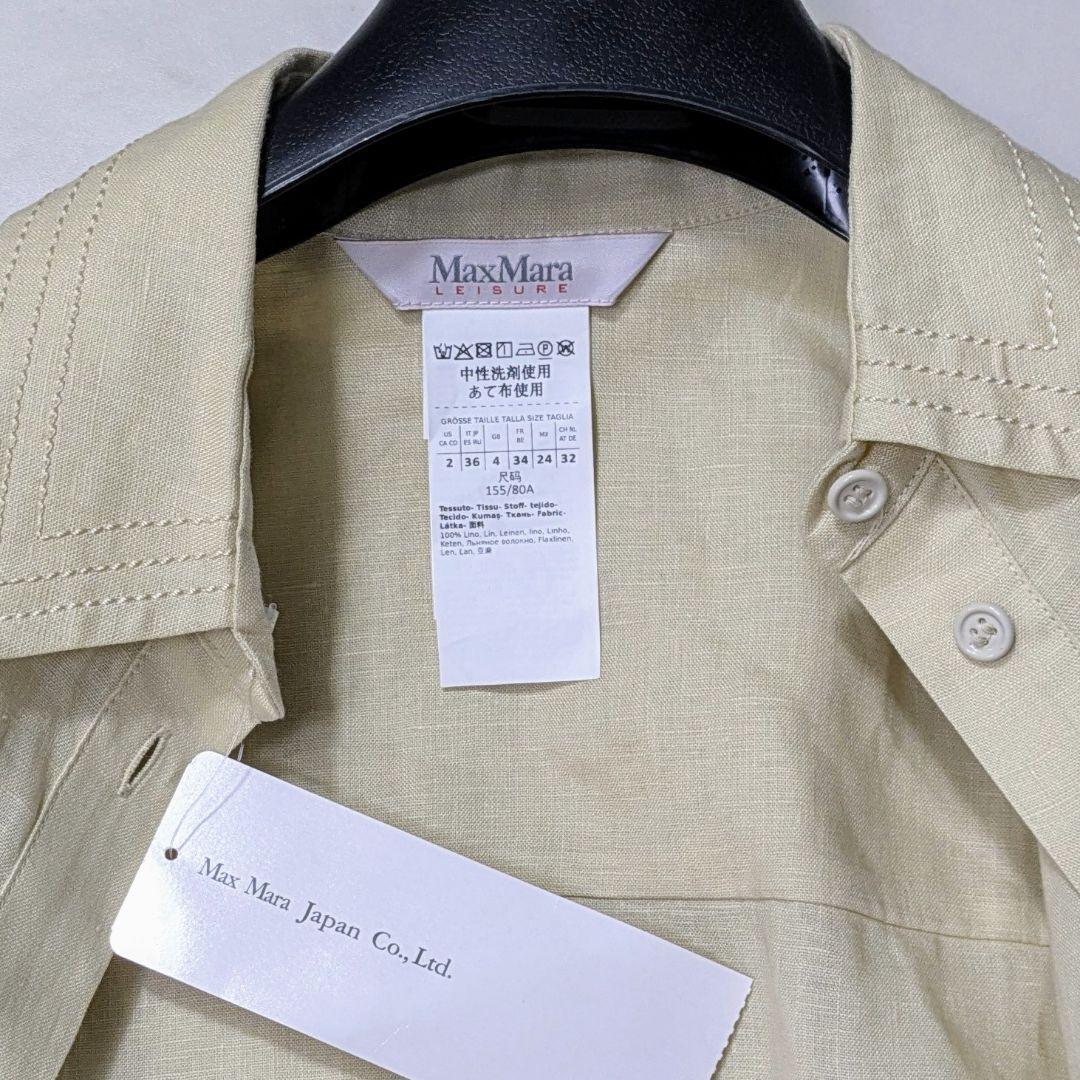 MaxMara
LEISURE
中性洗剤使用
あて布使用
GRÖSSE TAILLE TALLA SIZE TAGLIA
US CA CO IT JP ES RU GB FR BE MX CH NL AT DE
2 36 4 34 24 32
尺码
155/80A
Tessuto- Tissu- Stoff- tejido-
Tecido- Kumaş- Ткань- Fabric-
Látka- 面料
100% Lino, Lin, Leinen, lino, Linho,
Keten, Льняное волокно, Flaxlinen,
Len, Ľan, 亚麻
Max Mara Japan Co., Ltd.